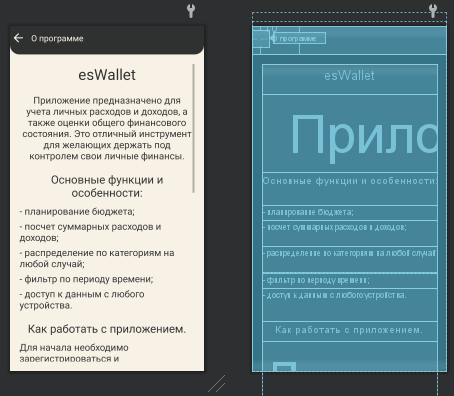 О программе
esWallet
Приложение предназначено для
учета личных расходов и доходов, а
также оценки общего финансового
состояния. Это отличный инструмент
для желающих держать под
контролем свои личные финансы.
Основные функции и
особенности:
- планирование бюджета;
- посчет суммарных расходов и
доходов;
- распределение по категориям на
любой случай;
- фильтр по периоду времени;
- доступ к данным с любого
устройства.
Как работать с приложением.
Для начала необходимо
зарегистрироваться и
О программе
esWallet
Прило
Основные функции и особенности:
- планирование бюджета;
- посчет суммарных расходов и доходов;
- распределение по категориям на любой случай
- фильтр по периоду времени;
- доступ к данным с любого устройства.
Как работать с приложением.